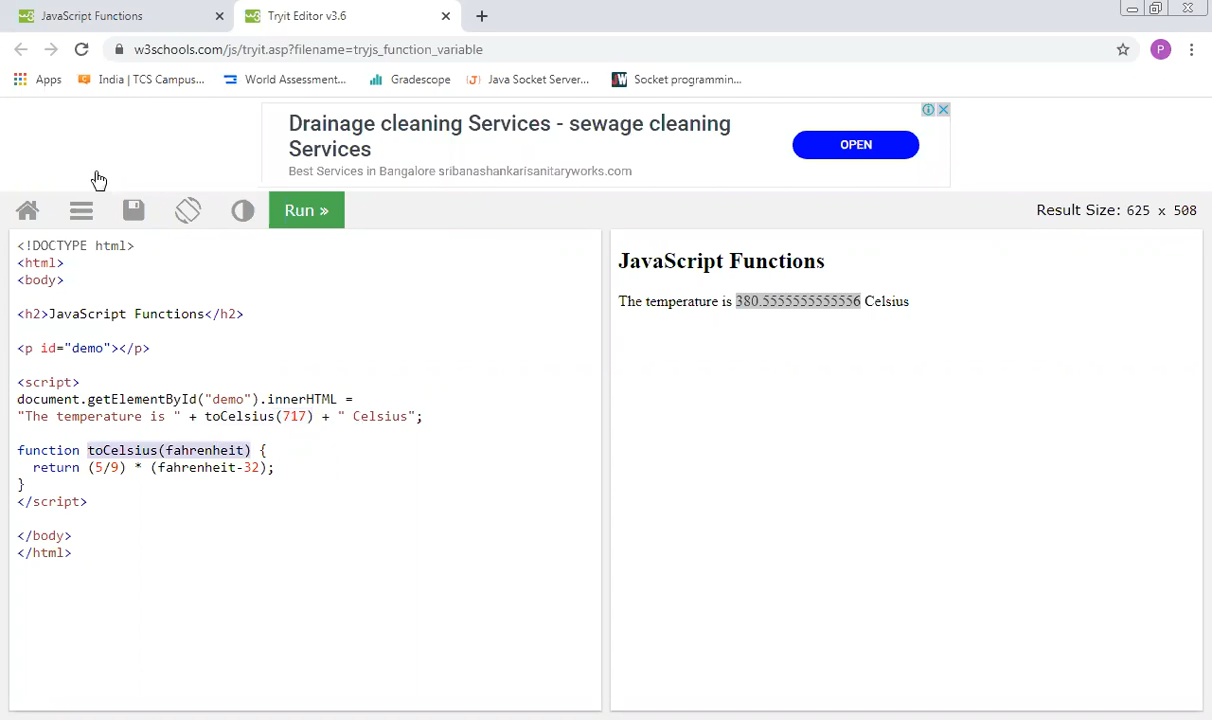 JavaScript Functions
Tryit Editor v3.6
w3schools.com/js/tryit.asp?filename=tryjs_function_variable
P
Apps
India | TCS Campus...
World Assessment...
Gradescope
Java Socket Server...
Socket programmin...
Drainage cleaning Services - sewage cleaning
Services
Best Services in Bangalore sribanashankarisanitaryworks.com
OPEN
Run »
Result Size: 625 x 508
<!DOCTYPE html>
<html>
<body>
<h2>JavaScript Functions</h2>
<p id="demo"></p>
<script>
document.getElementById("demo").innerHTML =
"The temperature is " + toCelsius(717) + " Celsius";
function toCelsius(fahrenheit) {
return (5/9) * (fahrenheit-32);
}
</script>
</body>
</html>
JavaScript Functions
The temperature is 380.5555555555556 Celsius